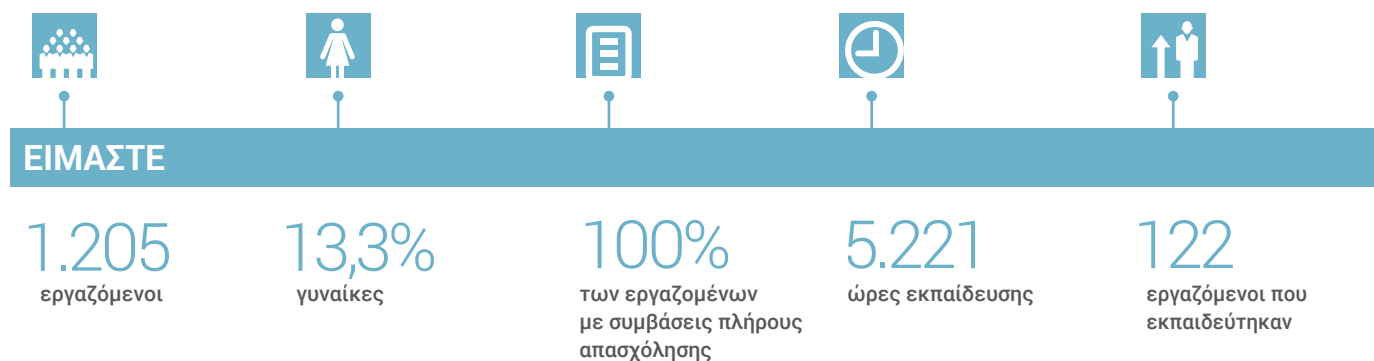 ΕΙΜΑΣΤΕ
1.205
εργαζόμενοι
13,3%
γυναίκες
100%
των εργαζομένων
με συμβάσεις πλήρους
απασχόλησης
5.221
ώρες εκπαίδευσης
122
εργαζόμενοι που
εκπαιδεύτηκαν